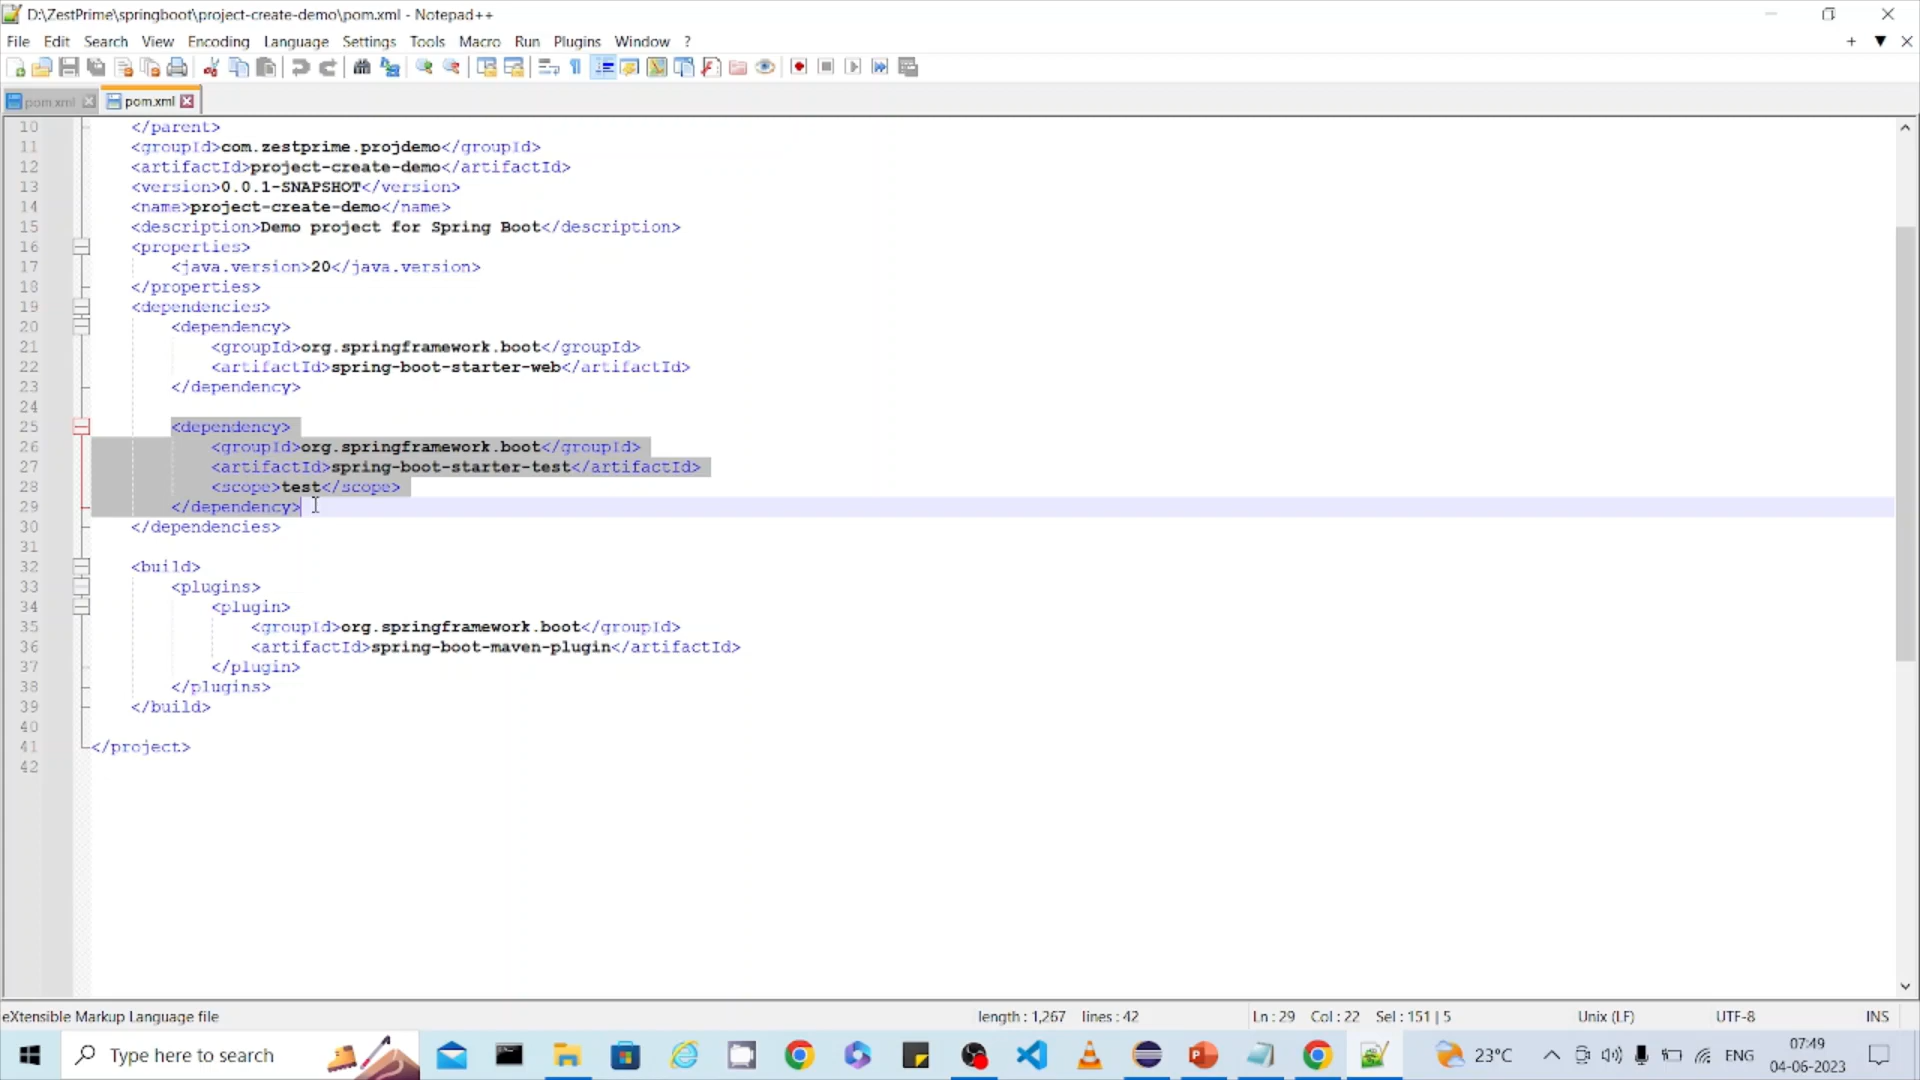 D:\ZestPrime\springboot\project-create-demo\pom.xml - Notepad++
File Edit Search View Encoding Language Settings Tools Macro Run Plugins Window ?
pom.xml pom.xml
10 </parent>
11 <groupId>com.zestprime.projdemo</groupId>
12 <artifactId>project-create-demo</artifactId>
13 <version>0.0.1-SNAPSHOT</version>
14 <name>project-create-demo</name>
15 <description>Demo project for Spring Boot</description>
16 <properties>
17 <java.version>20</java.version>
18 </properties>
19 <dependencies>
20 <dependency>
21 <groupId>org.springframework.boot</groupId>
22 <artifactId>spring-boot-starter-web</artifactId>
23 </dependency>
24
25 <dependency>
26 <groupId>org.springframework.boot</groupId>
27 <artifactId>spring-boot-starter-test</artifactId>
28 <scope>test</scope>
29 </dependency>
30 </dependencies>
31
32 <build>
33 <plugins>
34 <plugin>
35 <groupId>org.springframework.boot</groupId>
36 <artifactId>spring-boot-maven-plugin</artifactId>
37 </plugin>
38 </plugins>
39 </build>
40
41 </project>
42
eXtensible Markup Language file length : 1,267 lines : 42 Ln : 29 Col : 22 Sel : 151 | 5 Unix (LF) UTF-8 INS
Type here to search 23°C ENG 07:49
04-06-2023